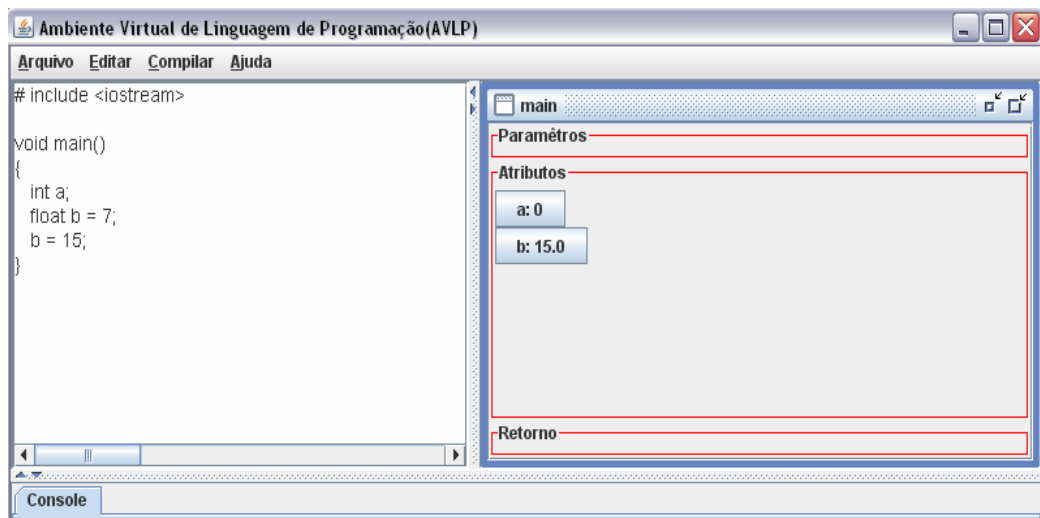 Ambiente Virtual de Linguagem de Programação(AVLP)
Arquivo Editar Compilar Ajuda
# include <iostream>
void main()
{
int a;
float b = 7;
b = 15;
}
main
Paramêtros
Atributos
a: 0
b: 15.0
Retorno
Console